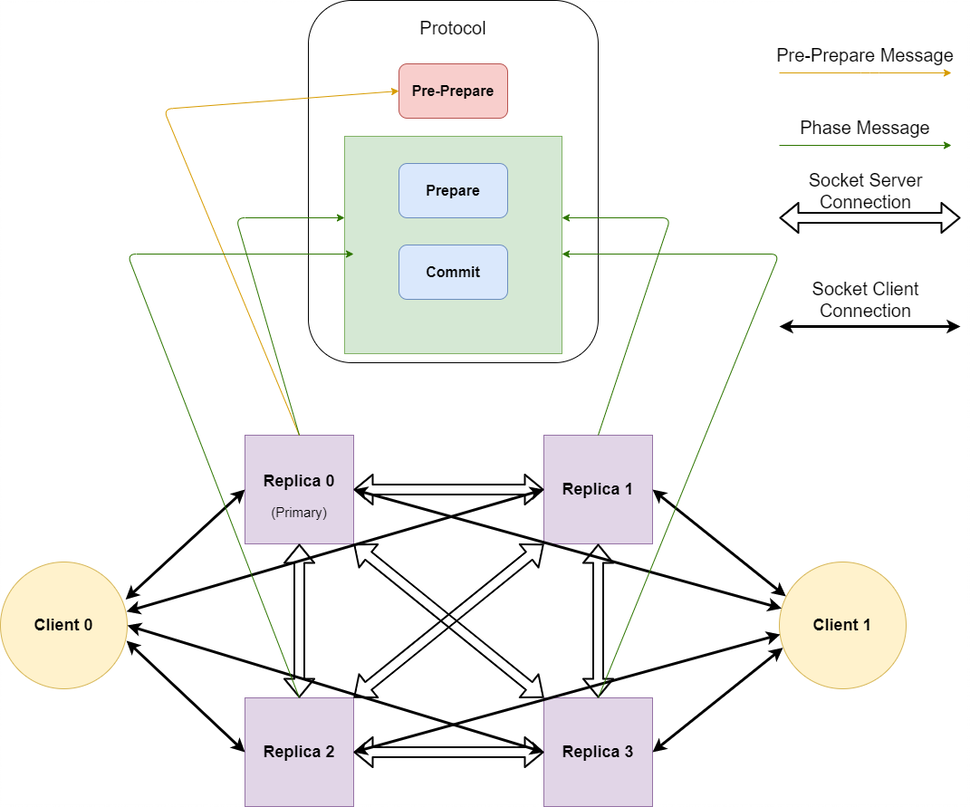 Protocol
Pre-Prepare
Prepare
Commit
Pre-Prepare Message
Phase Message
Socket Server
Connection
Socket Client
Connection
Replica 0
(Primary)
Replica 1
Client 0
Client 1
Replica 2
Replica 3